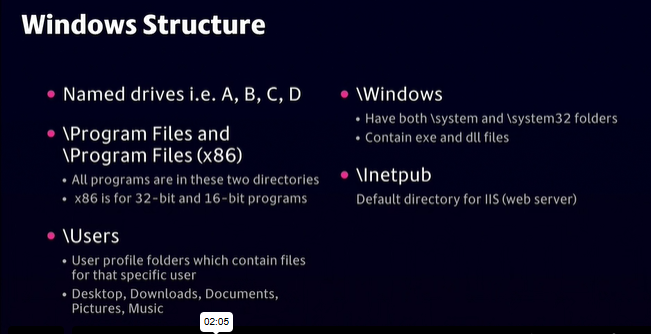 Windows Structure
Named drives i.e. A, B, C, D
\Program Files and
\Program Files (x86)
All programs are in these two directories
x86 is for 32-bit and 16-bit programs
\Users
User profile folders which contain files
for that specific user
Desktop, Downloads, Documents,
Pictures, Music
\Windows
Have both \system and \system32 folders
Contain exe and dll files
\Inetpub
Default directory for IIS (web server)
02:05